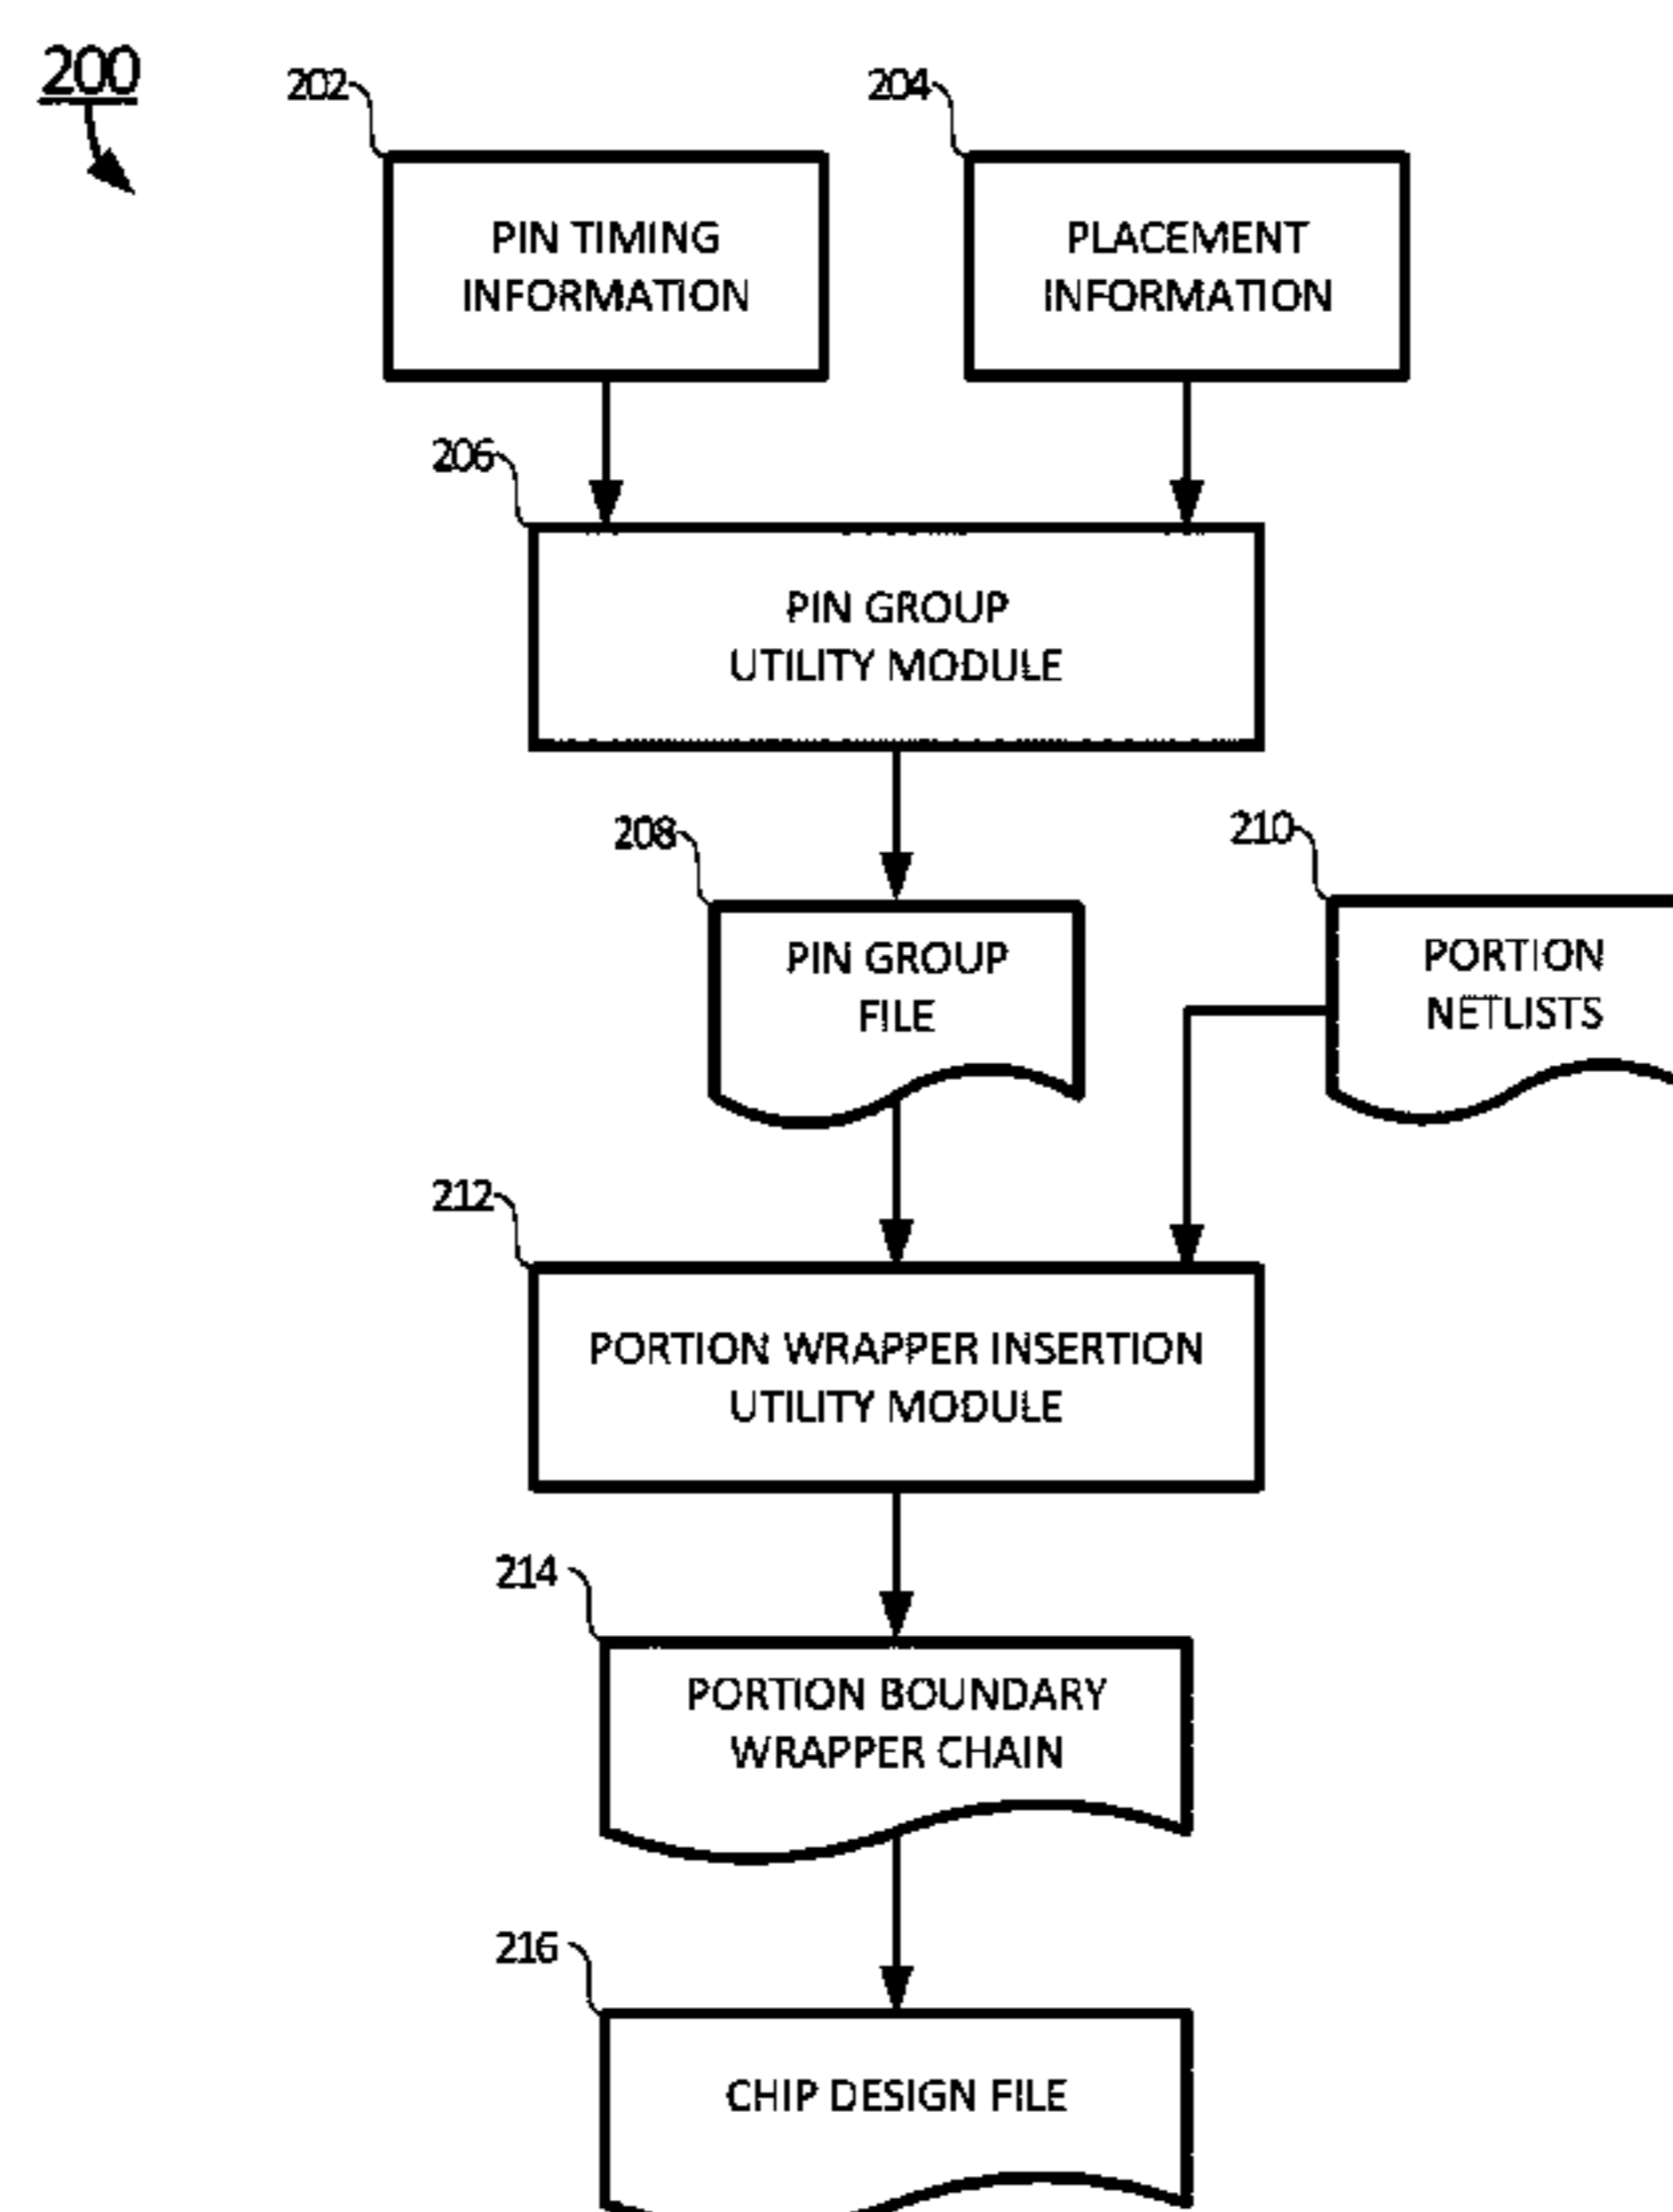 200
202
204
PIN TIMING
INFORMATION
PLACEMENT
INFORMATION
206
PIN GROUP
UTILITY MODULE
208
210
PIN GROUP
FILE
PORTION
NETLISTS
212
PORTION WRAPPER INSERTION
UTILITY MODULE
214
PORTION BOUNDARY
WRAPPER CHAIN
216
CHIP DESIGN FILE